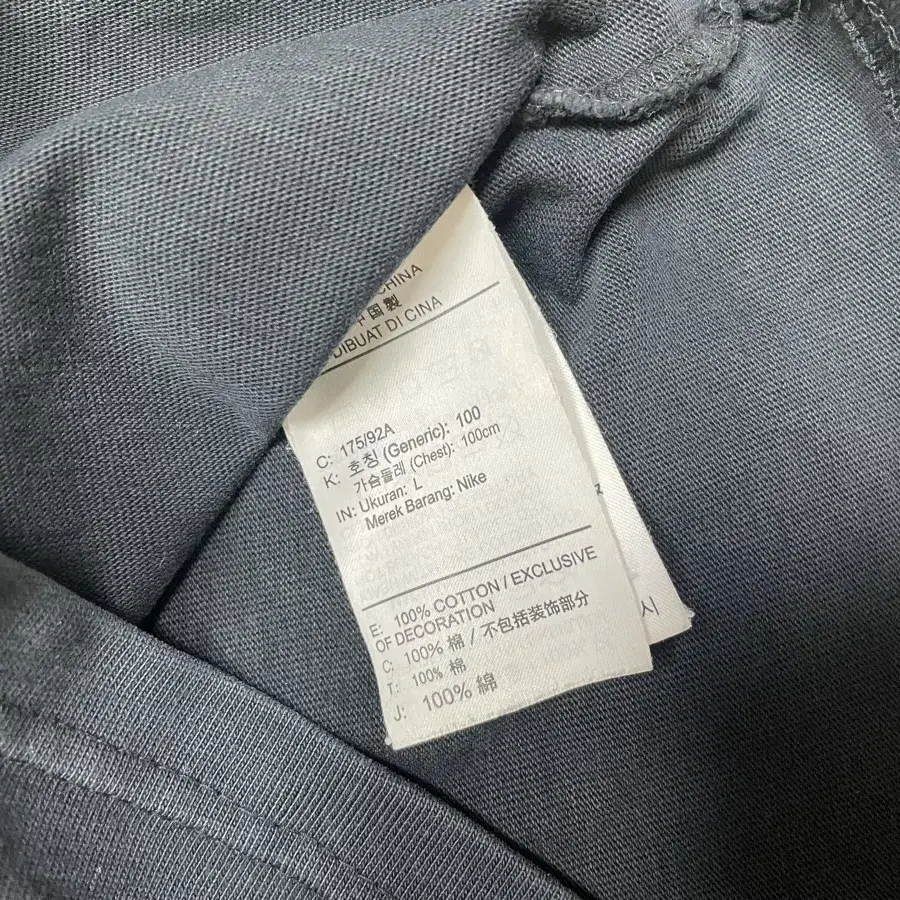 CHINA
中国製
DIBUAT DI CINA
C: 175/92A
K: 호칭 (Generic): 100
가슴둘레 (Chest): 100cm
IN: Ukuran: L
Merek Barang: Nike
E: 100% COTTON / EXCLUSIVE
OF DECORATION
C: 100% 棉 / 不包括装饰部分
T: 100% 棉
J: 100% 綿
시